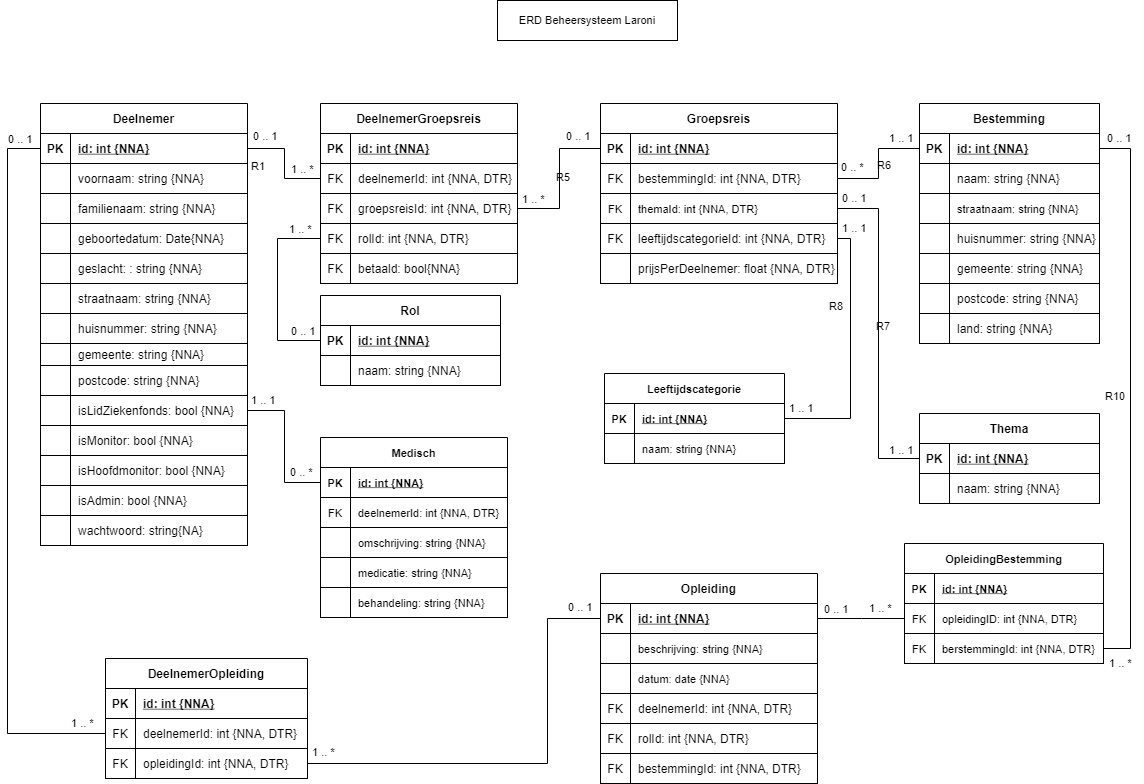 ERD Beheersysteem Laroni
Deelnemer
PK id: int {NNA}
voornaam: string {NNA}
familienaam: string {NNA}
geboortedatum: Date{NNA}
geslacht: : string {NNA}
straatnaam: string {NNA}
huisnummer: string {NNA}
gemeente: string {NNA}
postcode: string {NNA}
isLidZiekenfonds: bool {NNA}
isMonitor: bool {NNA}
isHoofdmonitor: bool {NNA}
isAdmin: bool {NNA}
wachtwoord: string{NA}
0 .. 1
0 .. 1
R1
1 .. *
1 .. 1
0 .. *
DeelnemerGroepsreis
PK id: int {NNA}
FK deelnemerId: int {NNA, DTR}
FK groepsreisId: int {NNA, DTR}
FK rolId: int {NNA, DTR}
FK betaald: bool{NNA}
1 .. *
0 .. 1
1 .. *
R5
0 .. 1
Rol
PK id: int {NNA}
naam: string {NNA}
Medisch
PK id: int {NNA}
FK deelnemerId: int {NNA, DTR}
omschrijving: string {NNA}
medicatie: string {NNA}
behandeling: string {NNA}
Groepsreis
PK id: int {NNA}
FK bestemmingId: int {NNA, DTR}
FK themaId: int {NNA, DTR}
FK leeftijdscategorieId: int {NNA, DTR}
prijsPerDeelnemer: float {NNA, DTR}
0 .. *
R6
1 .. 1
0 .. 1
1 .. 1
R8
R7
Leeftijdscategorie
PK id: int {NNA}
naam: string {NNA}
1 .. 1
Bestemming
PK id: int {NNA}
naam: string {NNA}
straatnaam: string {NNA}
huisnummer: string {NNA}
gemeente: string {NNA}
postcode: string {NNA}
land: string {NNA}
0 .. 1
R10
Thema
PK id: int {NNA}
naam: string {NNA}
1 .. 1
OpleidingBestemming
PK id: int {NNA}
FK opleidingID: int {NNA, DTR}
FK berstemmingId: int {NNA, DTR}
1 .. *
Opleiding
PK id: int {NNA}
beschrijving: string {NNA}
datum: date {NNA}
FK deelnemerId: int {NNA, DTR}
FK rolId: int {NNA, DTR}
FK bestemmingId: int {NNA, DTR}
0 .. 1
0 .. 1
1 .. *
DeelnemerOpleiding
PK id: int {NNA}
FK deelnemerId: int {NNA, DTR}
FK opleidingId: int {NNA, DTR}
1 .. *
1 .. *